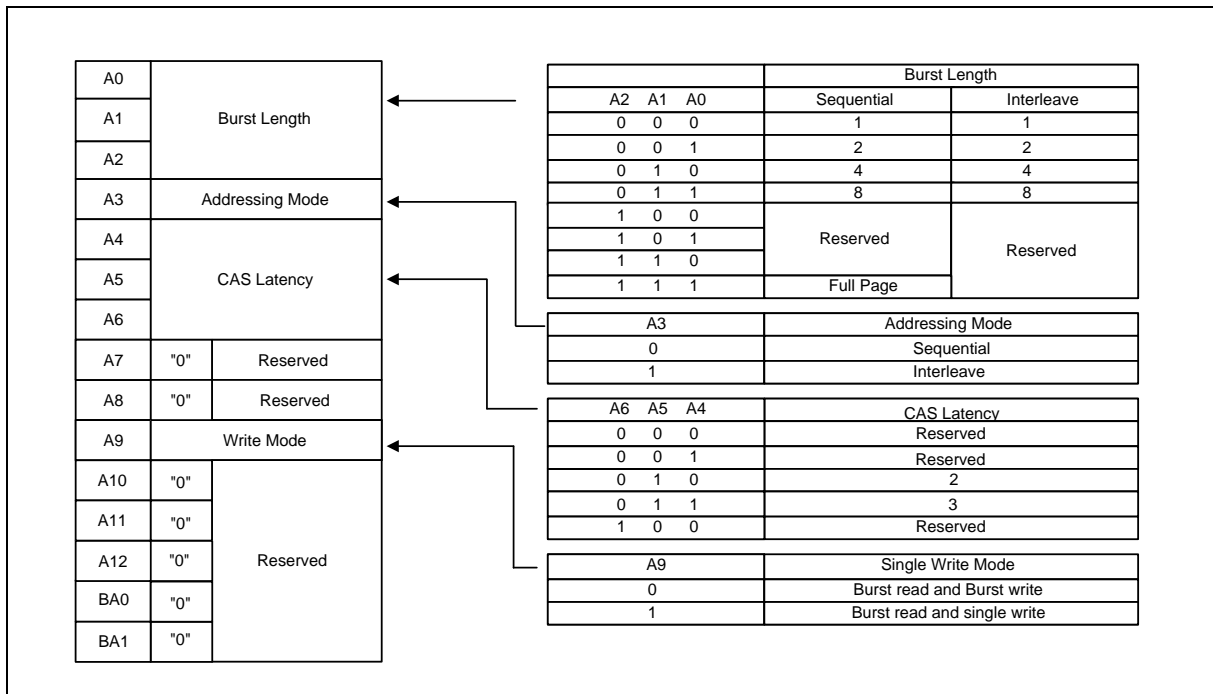 A0
A1
A2
Burst Length
A3
Addressing Mode
A4
A5
A6
CAS Latency
A7 "0" Reserved
A8 "0" Reserved
A9 Write Mode
A10 "0"
A11 "0"
A12 "0"
BA0 "0"
BA1 "0"
Reserved
Burst Length
A2 A1 A0 Sequential Interleave
0 0 0 1 1
0 0 1 2 2
0 1 0 4 4
0 1 1 8 8
1 0 0
1 0 1
1 1 0
Reserved
Reserved
1 1 1 Full Page
A3 Addressing Mode
0 Sequential
1 Interleave
A6 A5 A4 CAS Latency
0 0 0 Reserved
0 0 1 Reserved
0 1 0 2
0 1 1 3
1 0 0 Reserved
A9 Single Write Mode
0 Burst read and Burst write
1 Burst read and single write